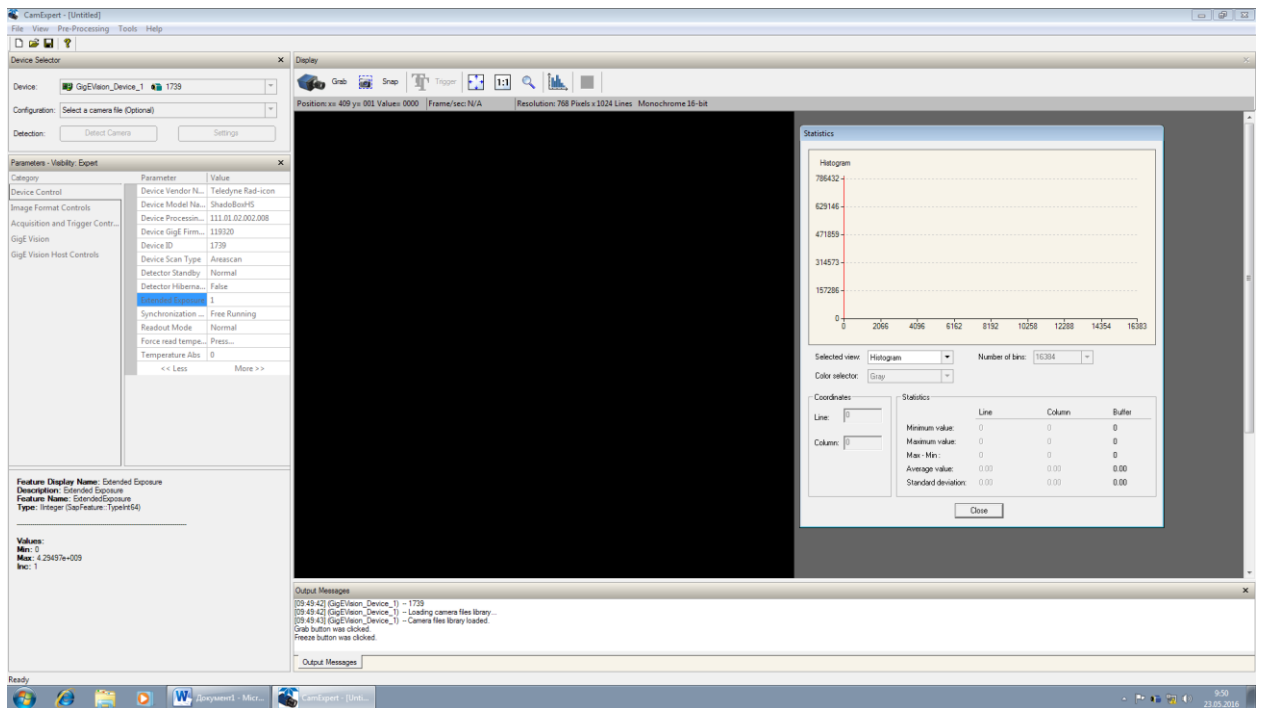 CamExpert - [Untitled]
File View Pre-Processing Tools Help
Device Selector
Device: GigEVision_Device_1 1739
Configuration: Select a camera file (Optional)
Detection: Detect Camera Settings
Parameters - Visibility: Expert
Category
Device Control
Image Format Controls
Acquisition and Trigger Contr...
GigE Vision
GigE Vision Host Controls
Parameter Value
Device Vendor N... Teledyne Rad-icon
Device Model Na... ShadoBoxHS
Device Processin... 111.01.02.002.008
Device GigE Firm... 119320
Device ID 1739
Device Scan Type Areascan
Detector Standby Normal
Detector Hiberna... False
Extended Exposure 1
Synchronization ... Free Running
Readout Mode Normal
Force read tempe... Press...
Temperature Abs 0
<< Less More >>
Feature Display Name: Extended Exposure
Description: Extended Exposure
Feature Name: ExtendedExposure
Type: IInteger (SapFeature::TypeInt64)
Values:
Min: 0
Max: 4.29497e+009
Inc: 1
Display
Grab Snap Trigger 1:1
Position: x= 409 y= 001 Value= 0000 Frame/sec: N/A Resolution: 768 Pixels x 1024 Lines Monochrome 16-bit
Statistics
Histogram
786432
629146
471859
314573
157286
0
0 2066 4096 6162 8192 10258 12288 14354 16383
Selected view: Histogram Number of bins: 16384
Color selector: Gray
Coordinates
Line: 0
Column: 0
Statistics
Line Column Buffer
Minimum value: 0 0 0
Maximum value: 0 0 0
Max - Min : 0 0 0
Average value: 0.00 0.00 0.00
Standard deviation: 0.00 0.00 0.00
Close
Output Messages
[09:49:42] (GigEVision_Device_1) -- 1739
[09:49:42] (GigEVision_Device_1) -- Loading camera files library...
[09:49:43] (GigEVision_Device_1) -- Camera files library loaded.
Grab button was clicked.
Freeze button was clicked.
Output Messages
Ready
Документ1 - Micr...
CamExpert - [Unti...
9:50
23.05.2016